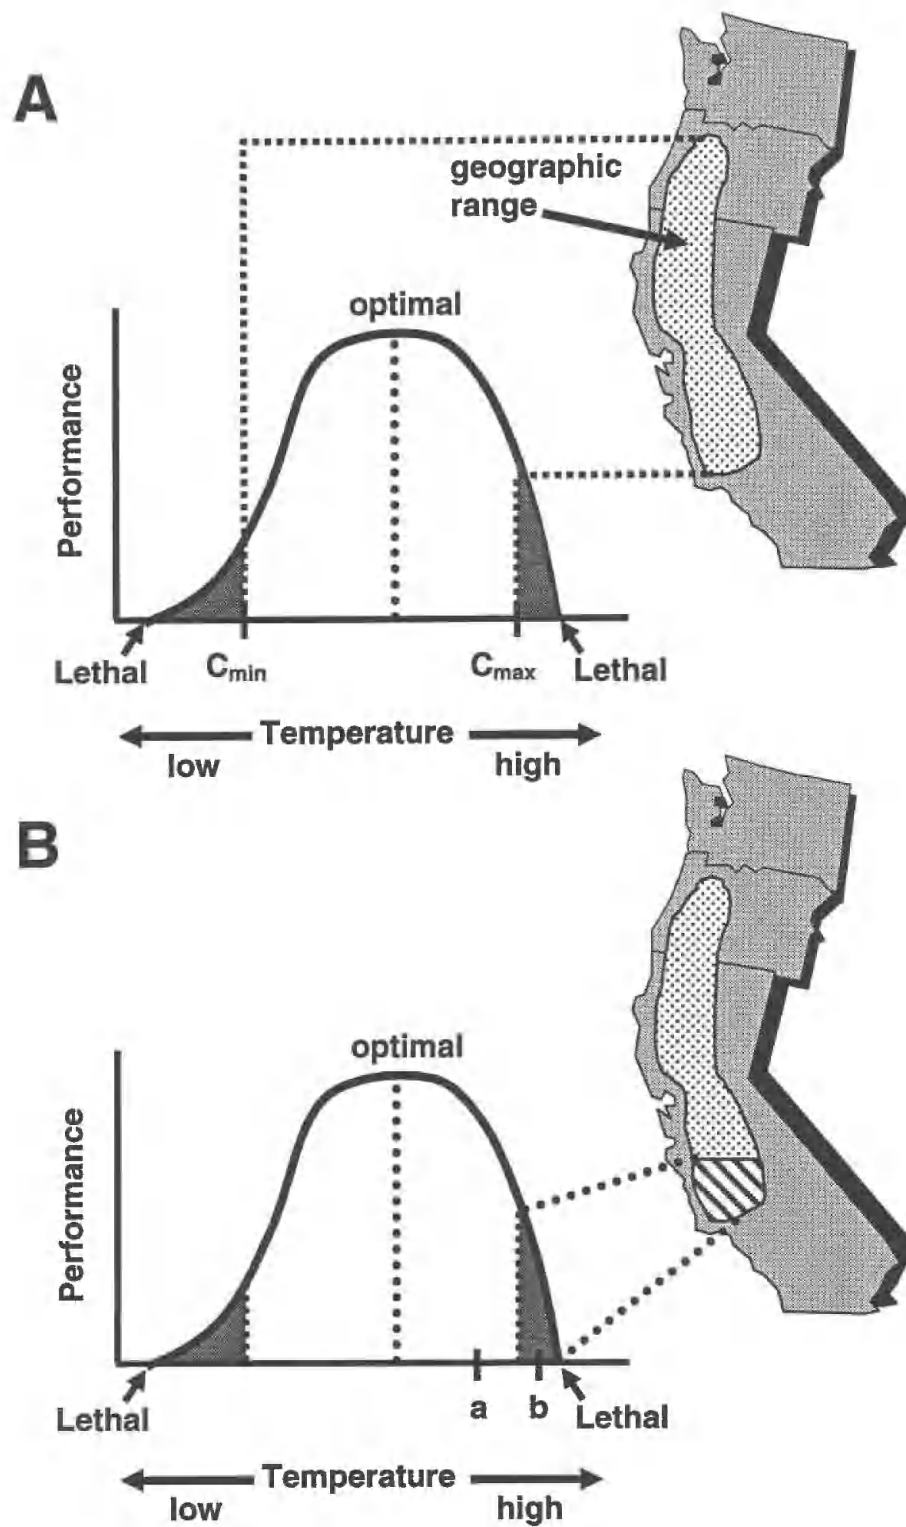 A
geographic
range
optimal
Performance
Lethal
Cmin
Cmax
Lethal
Temperature
low
high
B
optimal
Performance
Lethal
a
b
Lethal
Temperature
low
high